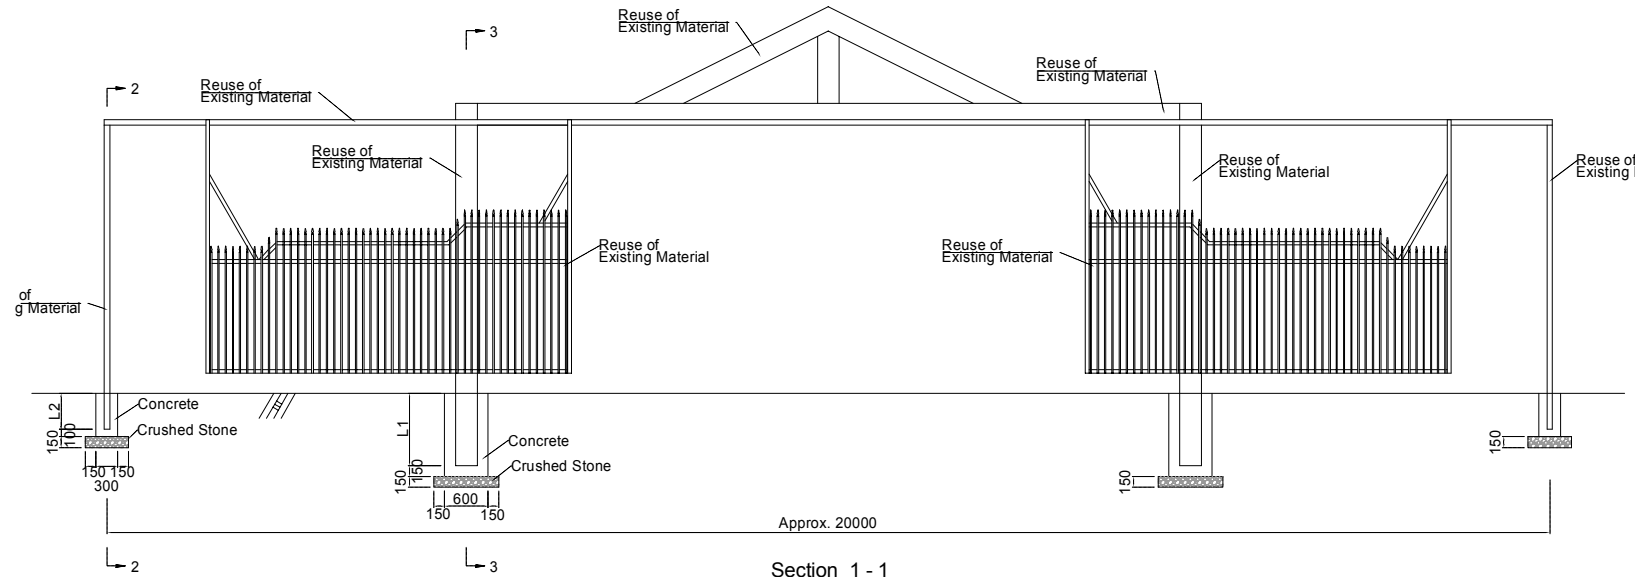 Reuse of
Existing Material
3
Reuse of
Existing Material
2
Reuse of
Existing Material
Reuse of
Existing Material
Reuse of
Existing Material
Reuse of
Existing
Reuse of
Existing Material
Reuse of
Existing Material
of
g Material
L2
Concrete
150
100
Crushed Stone
150 150
300
L1
Concrete
150
150
Crushed Stone
600
150 150
150
150
Approx. 20000
2
3
Section 1 - 1